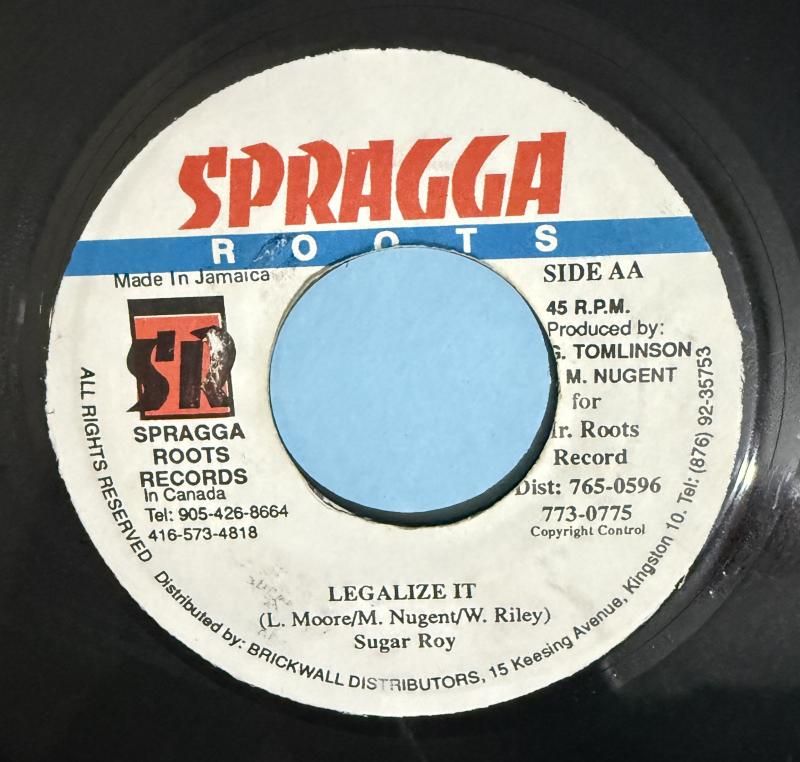 SPRAGGA
ROOTS
Made In Jamaica
SR
SPRAGGA
ROOTS
RECORDS
In Canada
Tel: 905-426-8664
416-573-4818
SIDE AA
45 R.P.M.
Produced by:
G. TOMLINSON
M. NUGENT
for
Roots
Record
Dist: 765-0596
773-0775
Copyright Control
LEGALIZE IT
(L. Moore/M. Nugent/W. Riley)
Sugar Roy
ALL RIGHTS RESERVED Distributed by: BRICKWALL DISTRIBUTORS, 15 Keesing Avenue, Kingston 10. Tel: (876) 92-35753